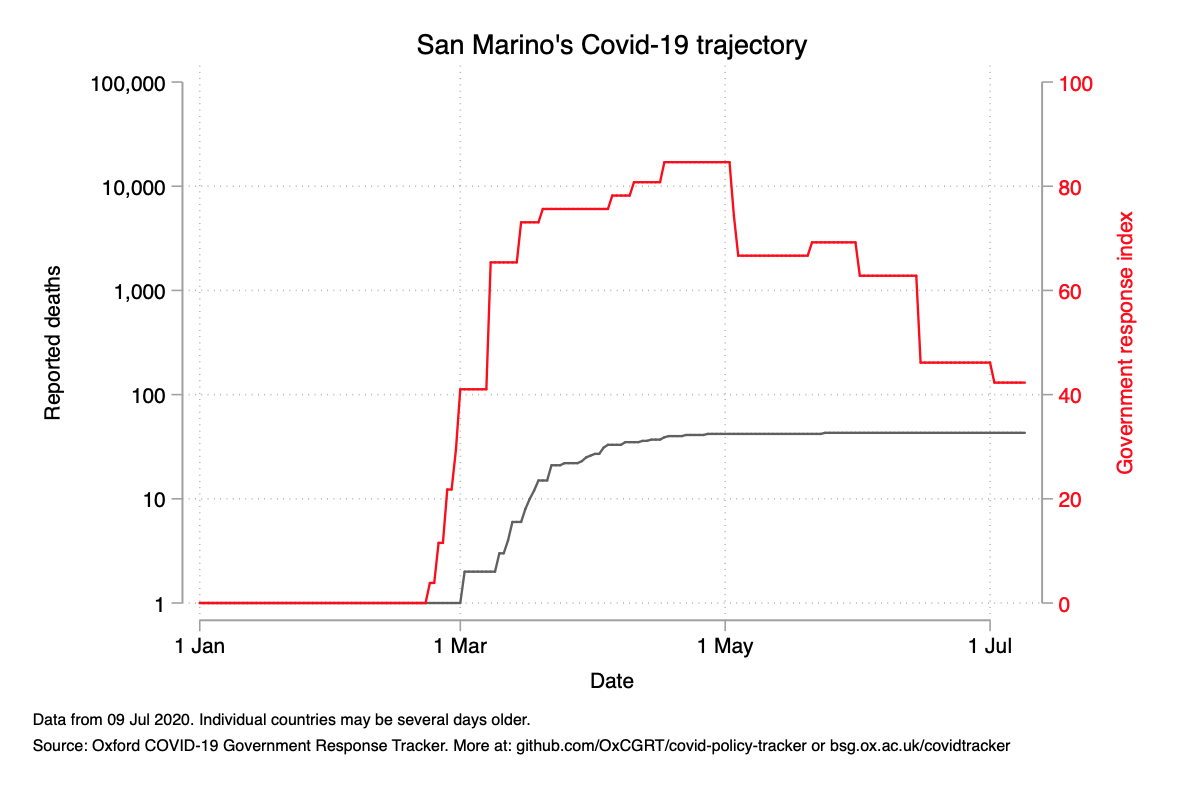 San Marino's Covid-19 trajectory
100,000
10,000
1,000
100
10
1
Reported deaths
100
80
60
40
20
0
Government response index
1 Jan
1 Mar
1 May
1 Jul
Date
Data from 09 Jul 2020. Individual countries may be several days older.
Source: Oxford COVID-19 Government Response Tracker. More at: github.com/OxCGRT/covid-policy-tracker or bsg.ox.ac.uk/covidtracker